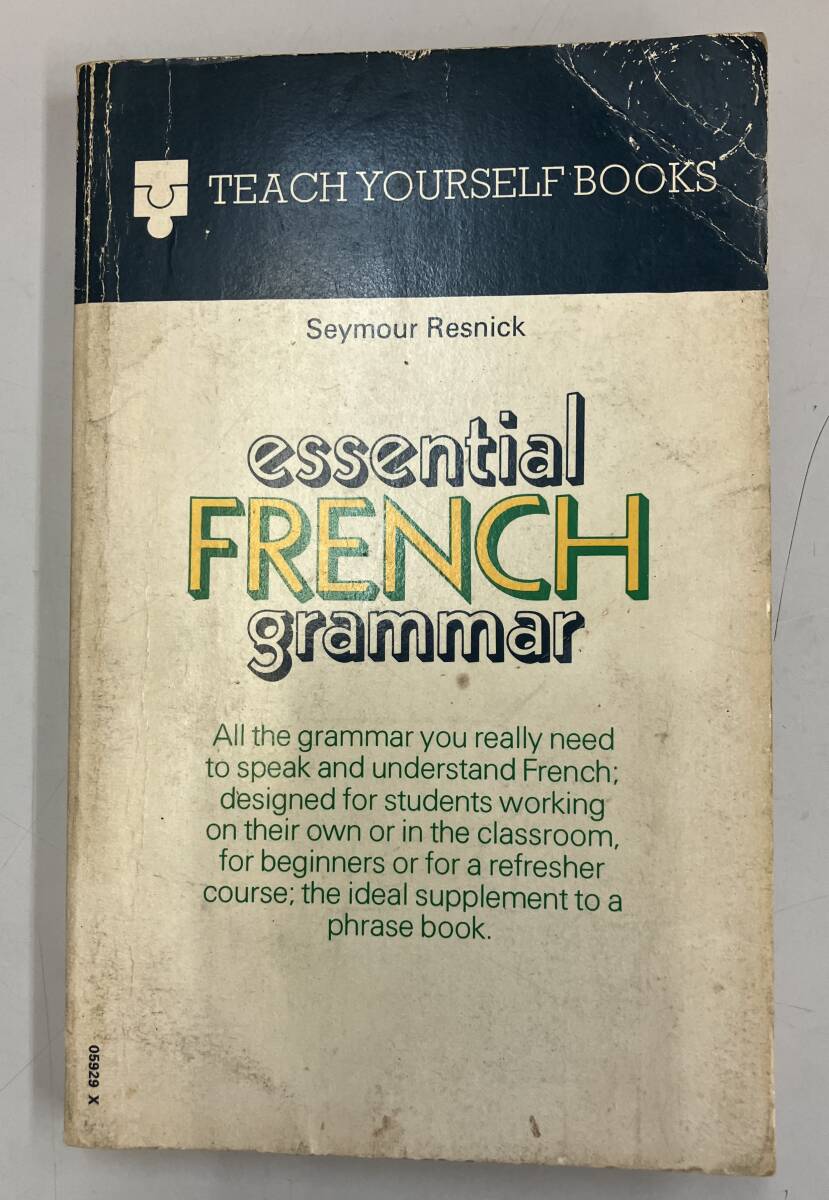 TEACH YOURSELF BOOKS
Seymour Resnick
essential
FRENCH
grammar
All the grammar you really need
to speak and understand French;
designed for students working
on their own or in the classroom,
for beginners or for a refresher
course; the ideal supplement to a
phrase book.
05929 X